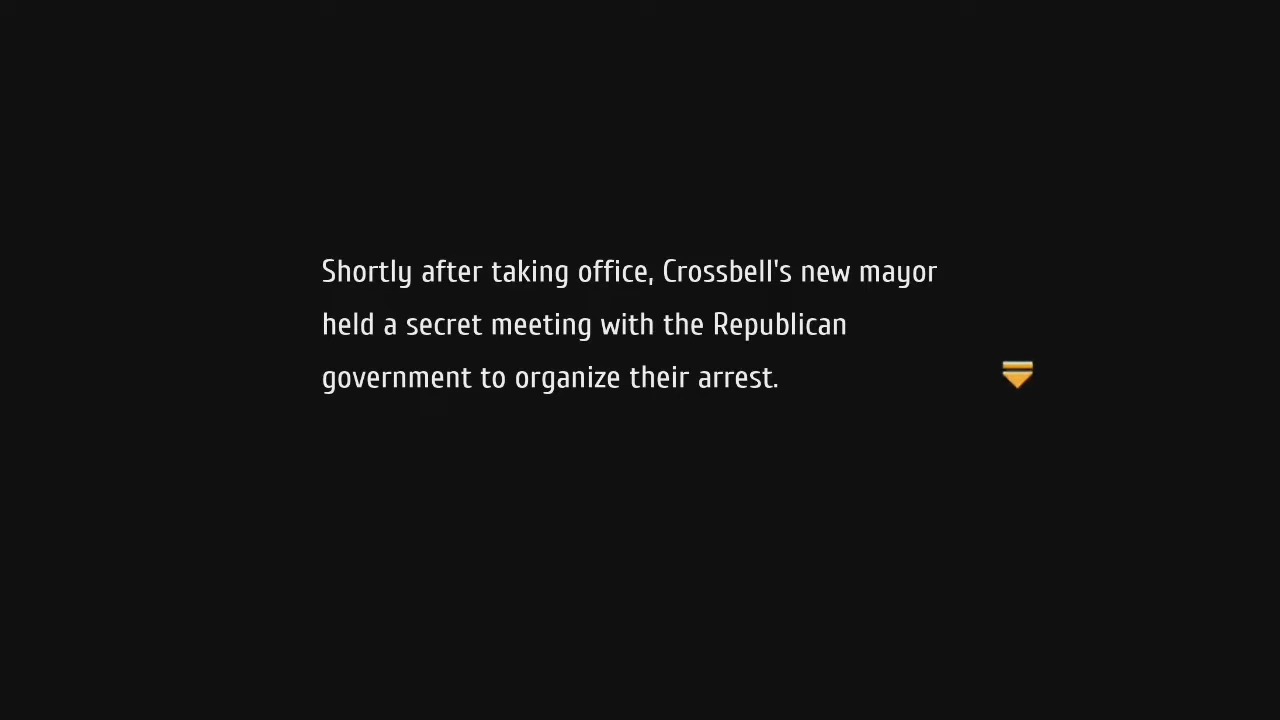 Shortly after taking office, Crossbell's new mayor
held a secret meeting with the Republican
government to organize their arrest.